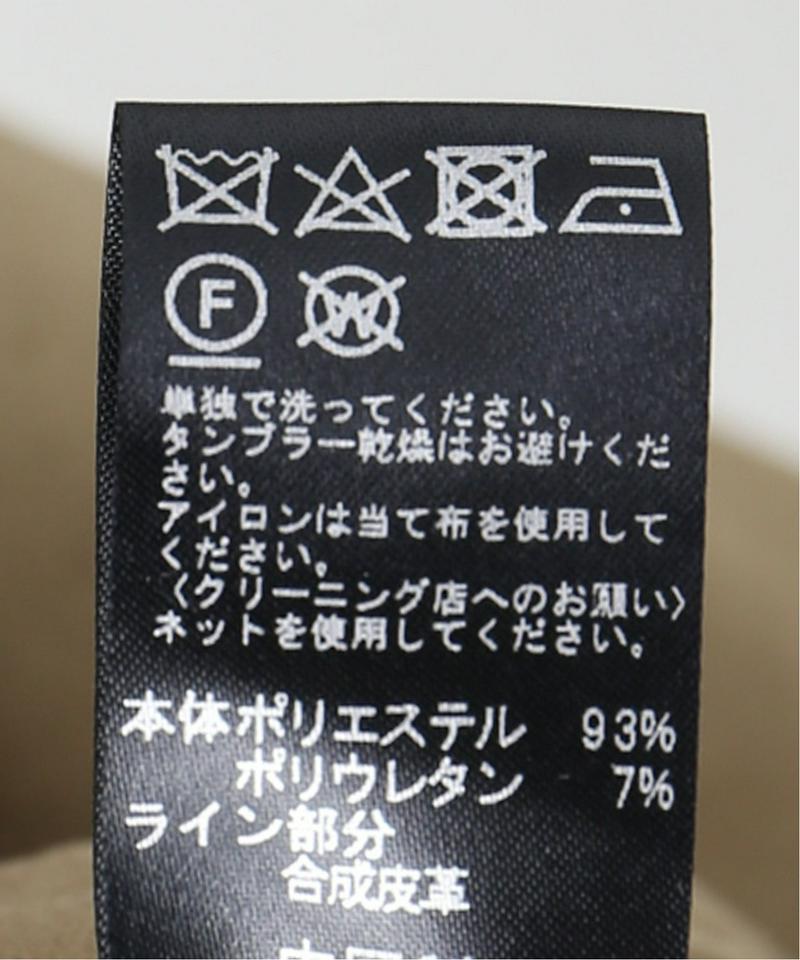 F W
単独で洗ってください。
タンブラー乾燥はお避けくだ
さい。
アイロンは当て布を使用して
ください。
〈クリーニング店へのお願い〉
ネットを使用してください。
本体ポリエステル 93%
ポリウレタン 7%
ライン部分
合成皮革